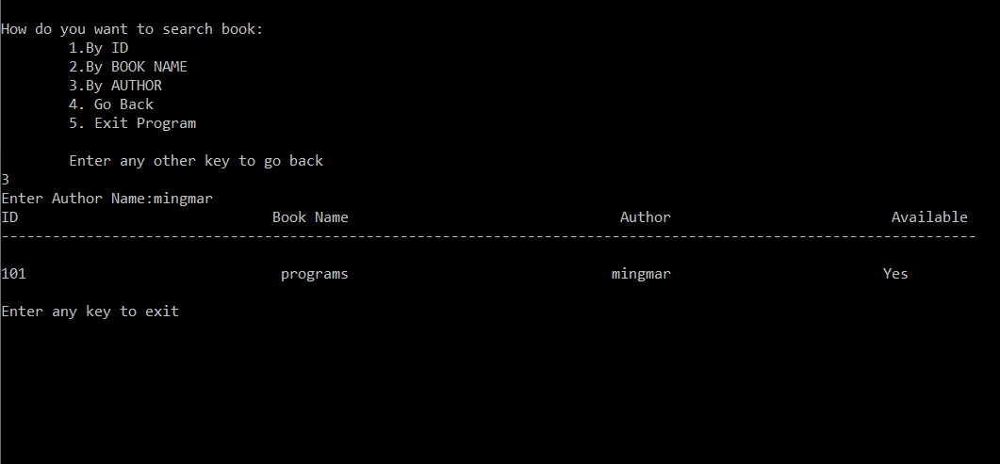 How do you want to search book:
1.By ID
2.By BOOK NAME
3.By AUTHOR
4. Go Back
5. Exit Program
Enter any other key to go back
3
Enter Author Name:mingmar
ID Book Name Author Available
-------------------------------------------------------------------------------------------------------------------
101 programs mingmar Yes
Enter any key to exit